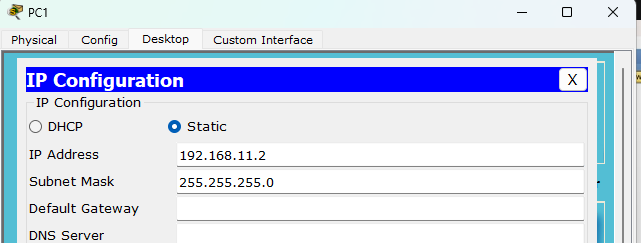 PC1
Physical Config Desktop Custom Interface
IP Configuration X
IP Configuration
DHCP Static
IP Address 192.168.11.2
Subnet Mask 255.255.255.0
Default Gateway
DNS Server